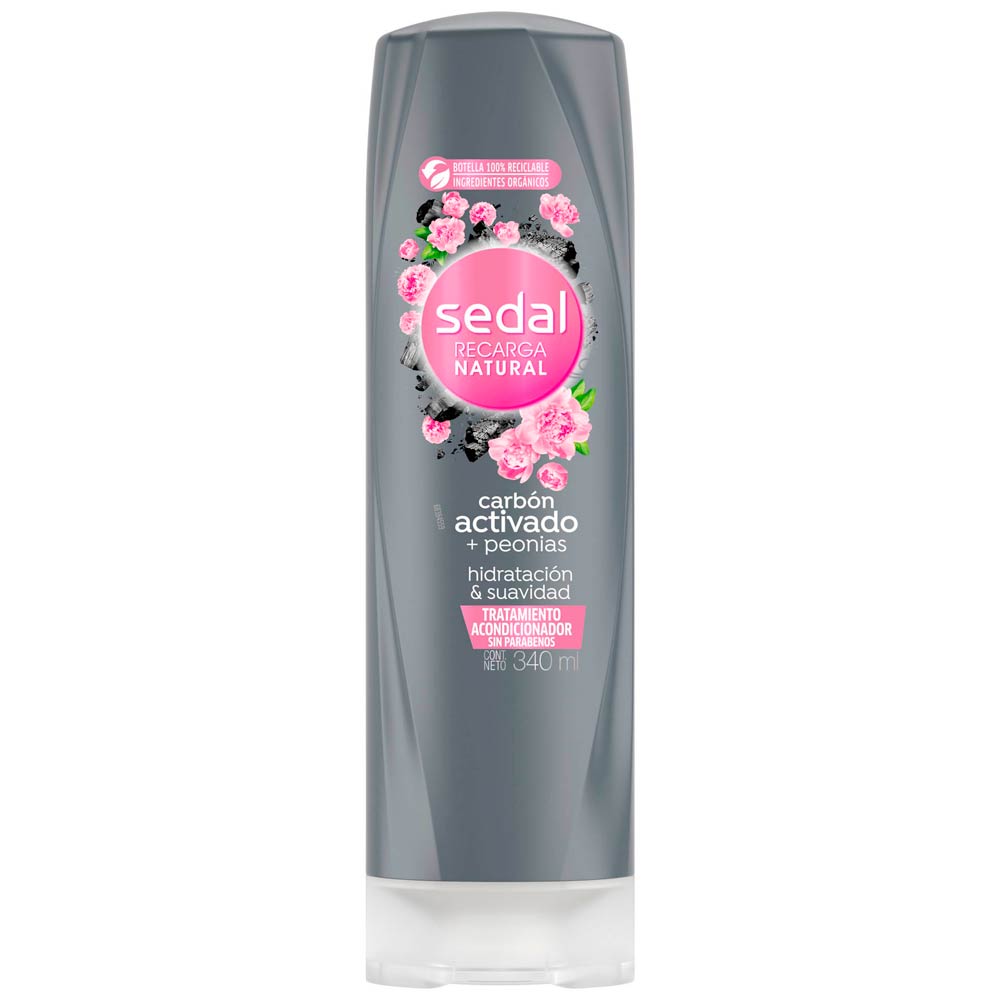 BOTELLA 100% RECICLABLE
INGREDIENTES ORGÁNICOS
sedal
RECARGA
NATURAL
carbón
activado
+ peonias
hidratación
& suavidad
TRATAMIENTO
ACONDICIONADOR
SIN PARABENOS
CONT.
NETO 340 ml